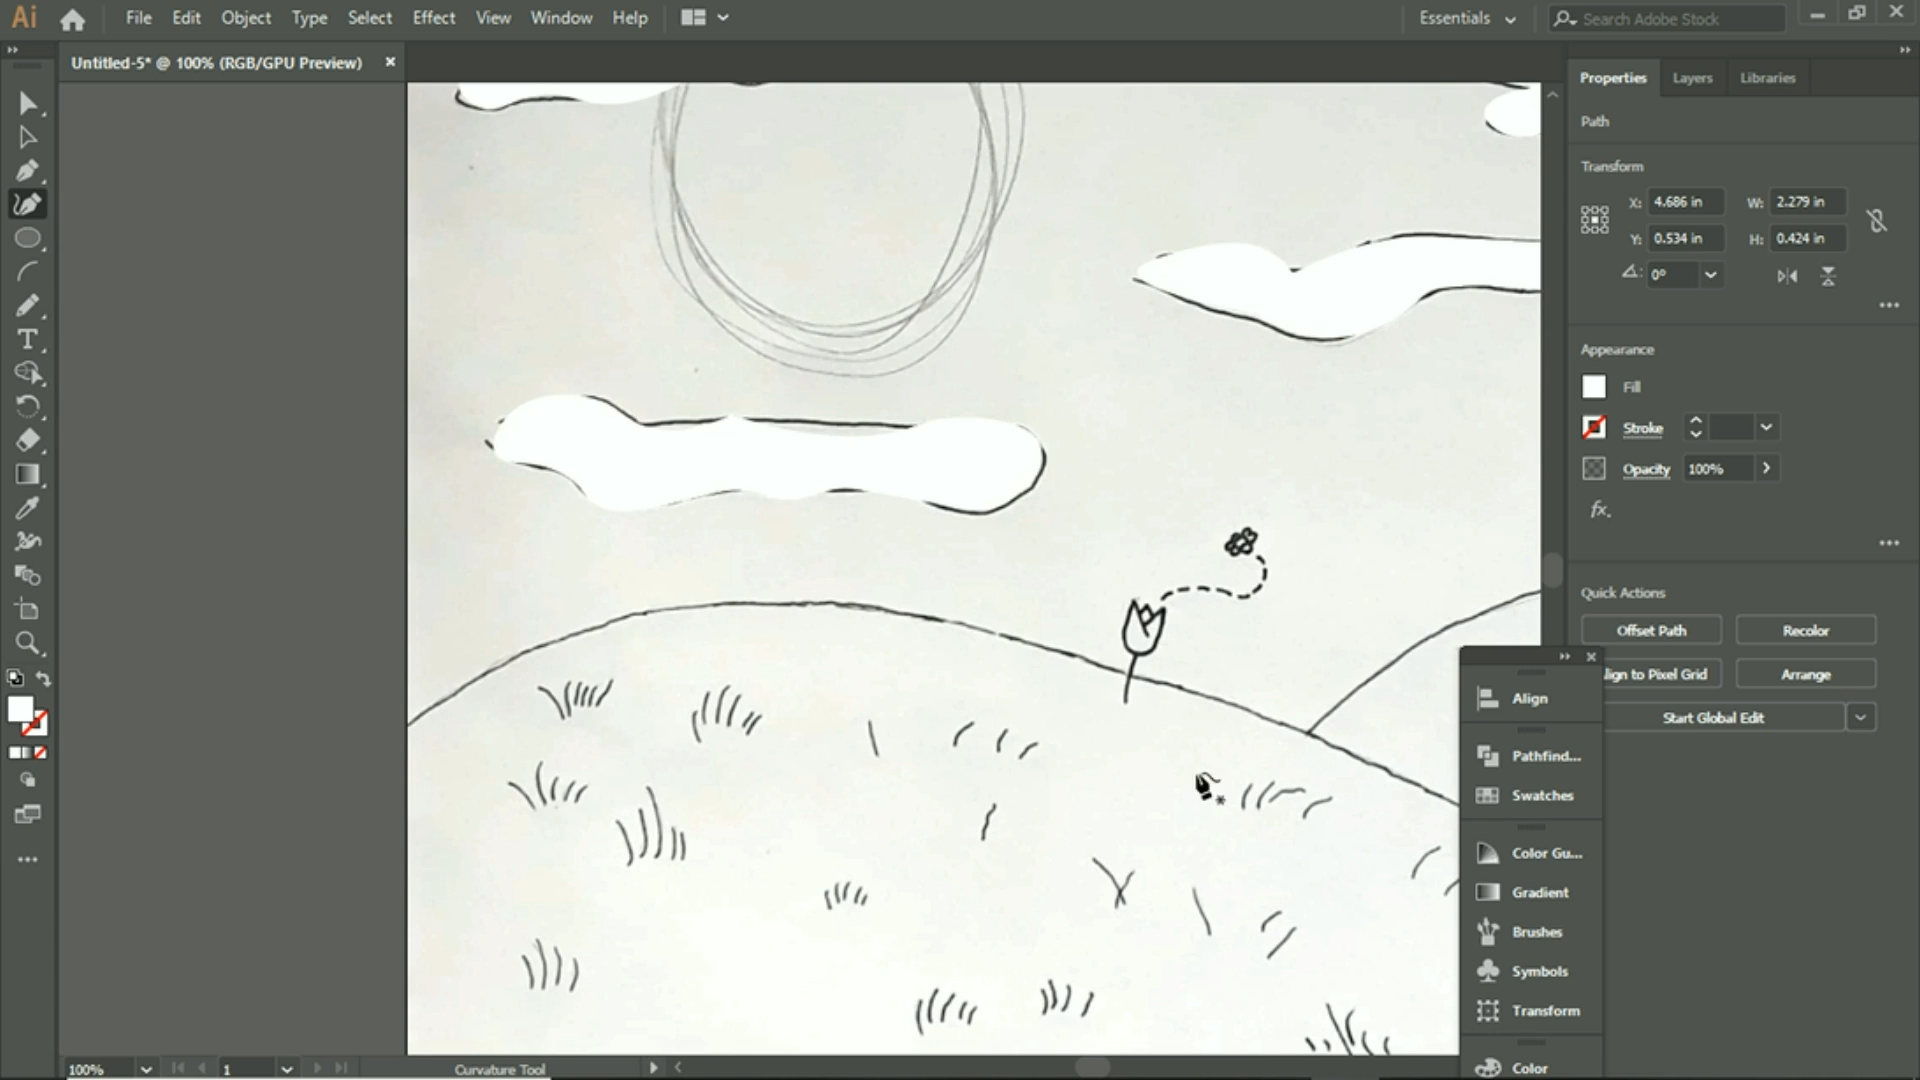 Ai File Edit Object Type Select Effect View Window Help Essentials Search Adobe Stock
Untitled-5* @ 100% (RGB/GPU Preview)
Properties Layers Libraries
Path
Transform
X: 4.686 in W: 2.279 in
Y: 0.534 in H: 0.424 in
0°
Appearance
Fill
Stroke
Opacity 100%
fx.
Quick Actions
Offset Path Recolor
lign to Pixel Grid Arrange
Start Global Edit
Align
Pathfind...
Swatches
Color Gu...
Gradient
Brushes
Symbols
Transform
Color
100% 1 Curvature Tool